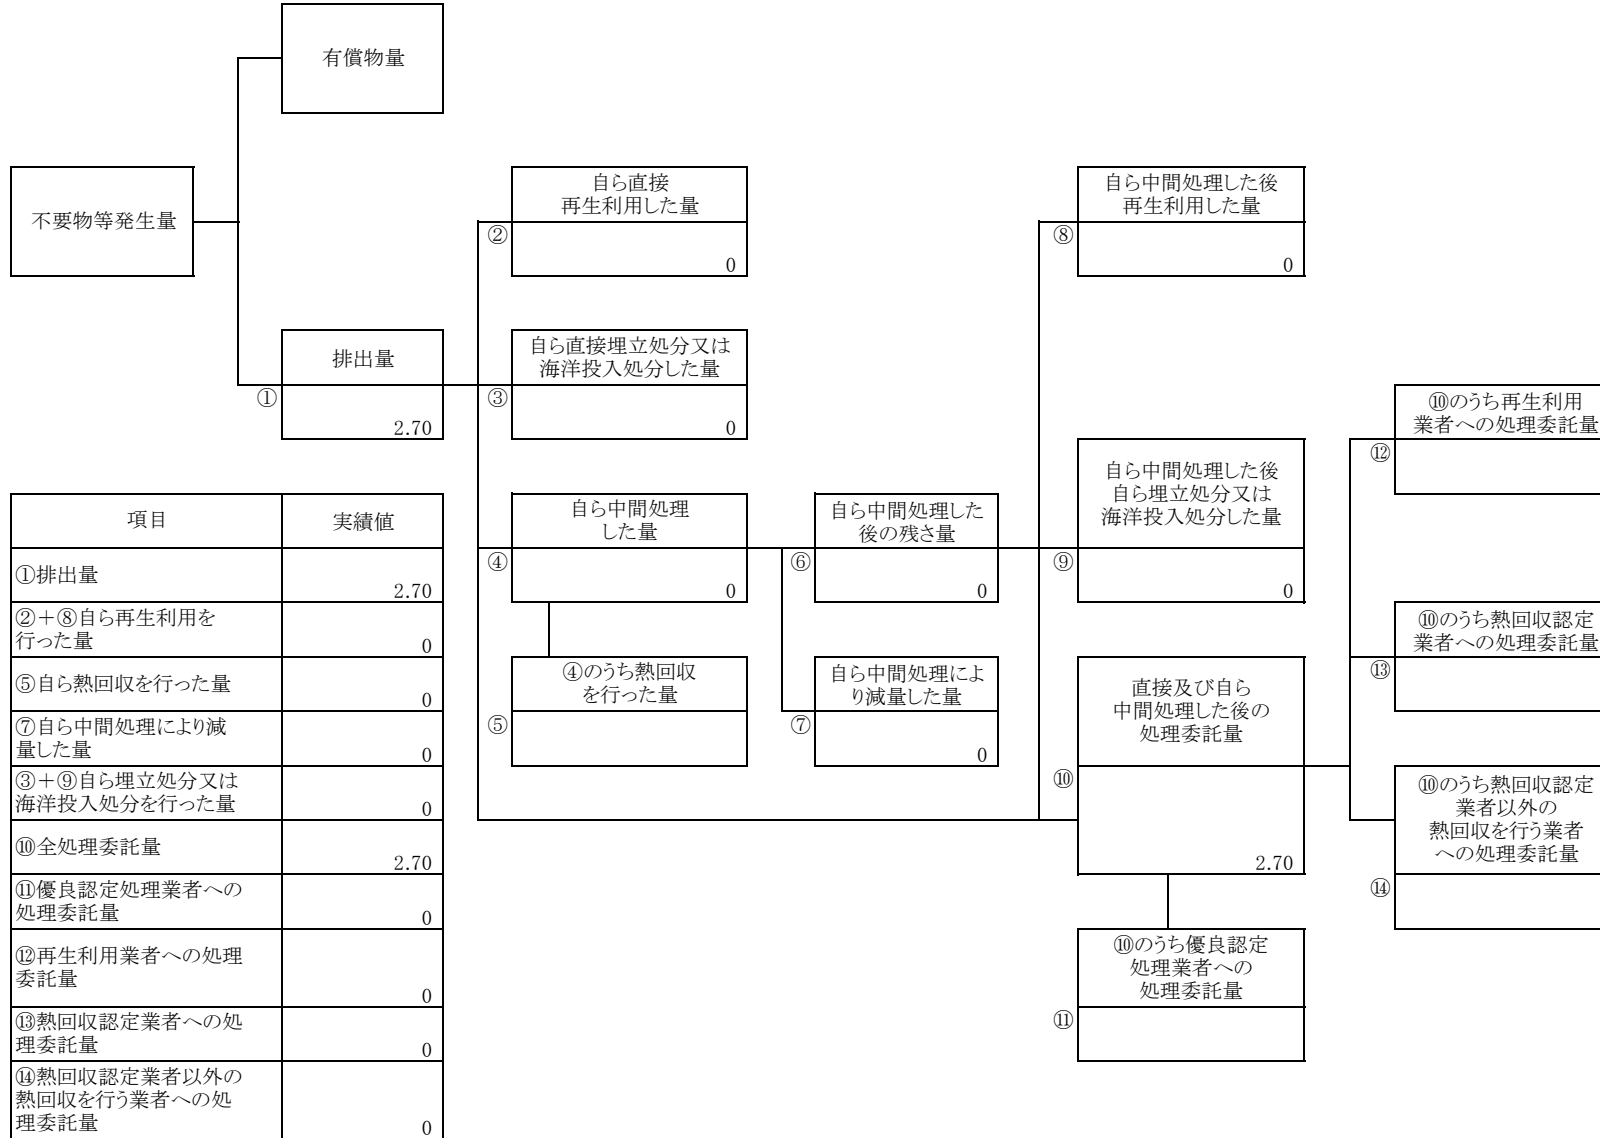 有償物量
不要物等発生量
自ら直接
再生利用した量
②
0
自ら中間処理した後
再生利用した量
⑧
0
排出量
①
2.70
自ら直接埋立処分又は
海洋投入処分した量
③
0
⑩のうち再生利用
業者への処理委託量
⑫
自ら中間処理
した量
④
0
自ら中間処理した
後の残さ量
⑥
0
自ら中間処理した後
自ら埋立処分又は
海洋投入処分した量
⑨
0
⑩のうち熱回収認定
業者への処理委託量
⑬
④のうち熱回収
を行った量
⑤
自ら中間処理によ
り減量した量
⑦
0
直接及び自ら
中間処理した後の
処理委託量
⑩
2.70
⑩のうち熱回収認定
業者以外の
熱回収を行う業者
への処理委託量
⑭
⑩のうち優良認定
処理業者への
処理委託量
⑪
項目 実績値
①排出量
2.70
②＋⑧自ら再生利用を
行った量
0
⑤自ら熱回収を行った量
0
⑦自ら中間処理により減
量した量
0
③＋⑨自ら埋立処分又は
海洋投入処分を行った量
0
⑩全処理委託量
2.70
⑪優良認定処理業者への
処理委託量
0
⑫再生利用業者への処理
委託量
0
⑬熱回収認定業者への処
理委託量
0
⑭熱回収認定業者以外の
熱回収を行う業者への処
理委託量
0